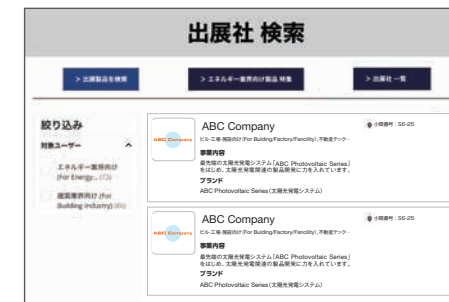 出展社 検索
> 出展製品を検索
> エネルギー業界向け製品 特集
> 出展社一覧
絞り込み
対象ユーザー
エネルギー業界向け
(For Energy... (73)
建築業界向け (For
Building Industry) (80)
ABC Company
ABC Company
小間番号：S6-25
ビル・工場・施設向け (For Building/Factory/Fancility), 不動産テック…
事業内容
最先端の太陽光発電システム「ABC Photovoltaic Series」
をはじめ、太陽光発電関連の製品開発に力を入れています。
ブランド
ABC Photovoltaic Series（太陽光発電システム）
ABC Company
ABC Company
小間番号：S6-25
ビル・工場・施設向け (For Building/Factory/Fancility), 不動産テック…
事業内容
最先端の太陽光発電システム「ABC Photovoltaic Series」
をはじめ、太陽光発電関連の製品開発に力を入れています。
ブランド
ABC Photovoltaic Series（太陽光発電システム）